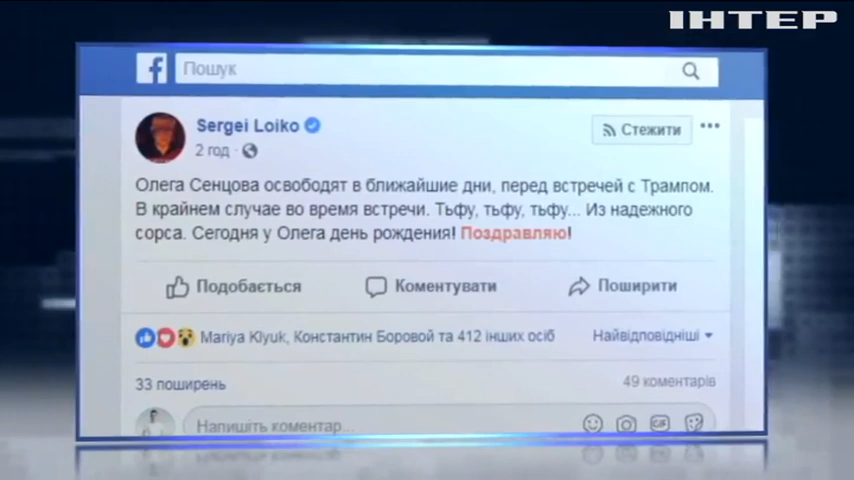 ІНТЕР
Пошук
Sergei Loiko
Стежити
2 год
Олега Сенцова освободят в ближайшие дни, перед встречей с Трампом.
В крайнем случае во время встречи. Тьфу, тьфу, тьфу... Из надежного
сорса. Сегодня у Олега день рождения! Поздравляю!
Подобається Коментувати Поширити
Mariya Klyuk, Константин Боровой та 412 інших осіб Найвідповідніші
33 поширень 49 коментарів
Напишіть коментар...
GIF